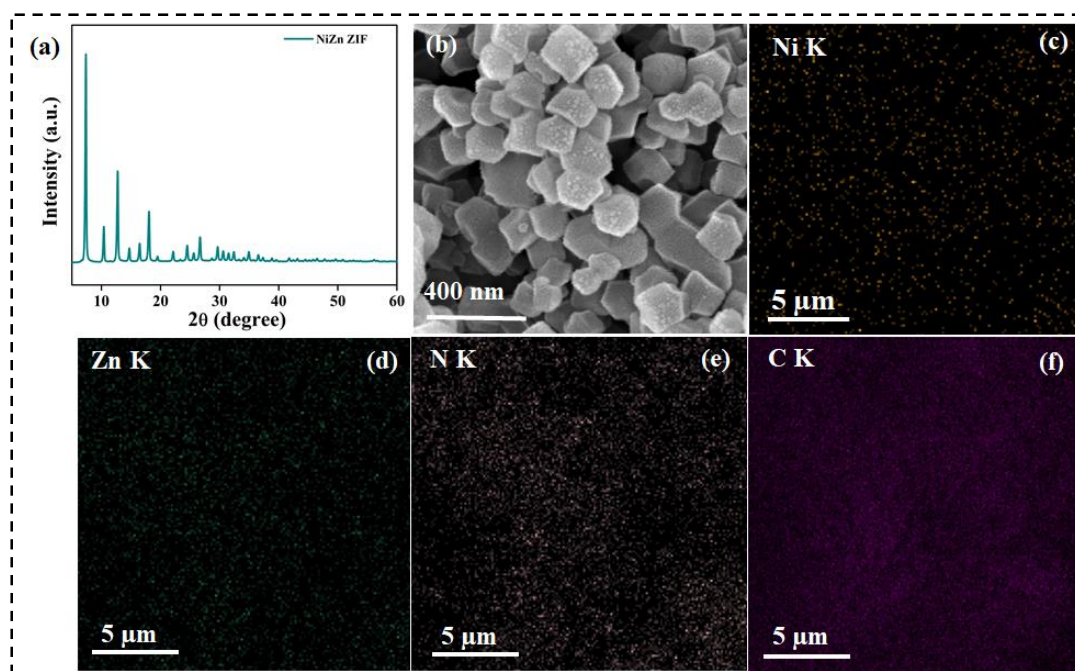 (a)
NiZn ZIF
Intensity (a.u.)
10 20 30 40 50 60
2θ (degree)
(b)
400 nm
Ni K (c)
5 μm
Zn K (d)
5 μm
N K (e)
5 μm
C K (f)
5 μm